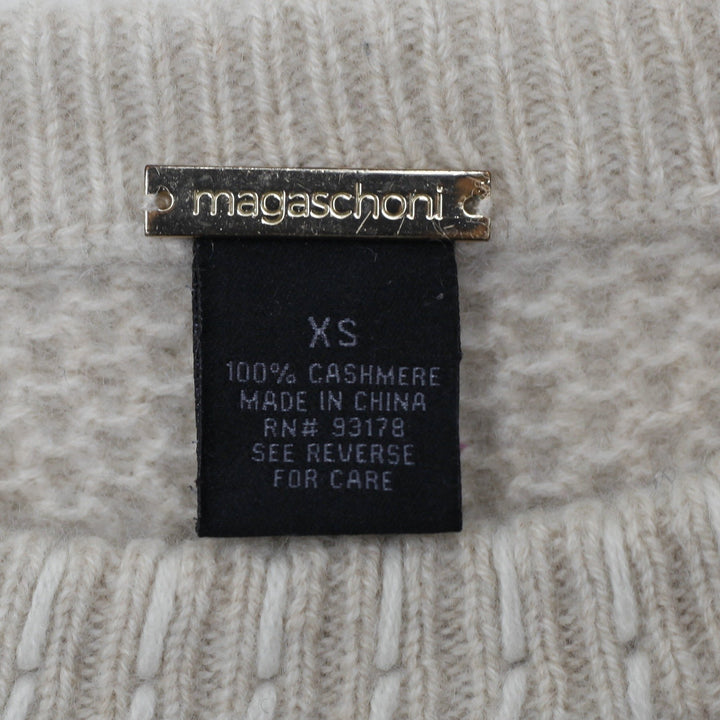 magaschoni
XS
100% CASHMERE
MADE IN CHINA
RN# 93178
SEE REVERSE
FOR CARE